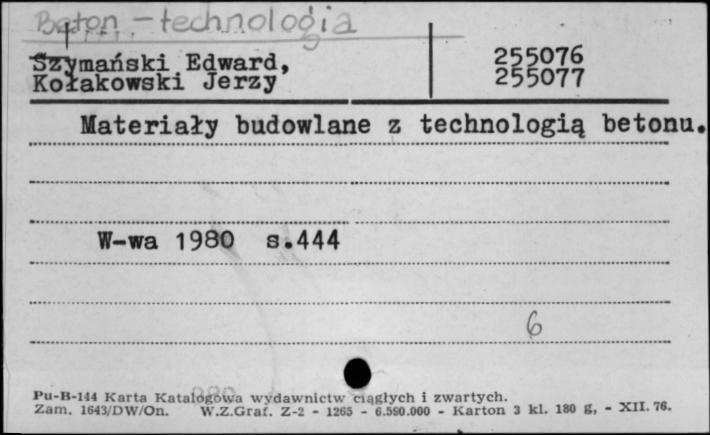 Beton - technologia
Szymański Edward, 255076
Kołakowski Jerzy 255077
Materiały budowlane z technologią betonu.
W-wa 1980 s.444
6
Pu-B-144 Karta Katalogowa wydawnictw ciągłych i zwartych.
Zam. 1643/DW/On. W.Z.Graf. Z-2 - 1265 - 6.590.000 - Karton 3 kl. 180 g, - XII. 76.